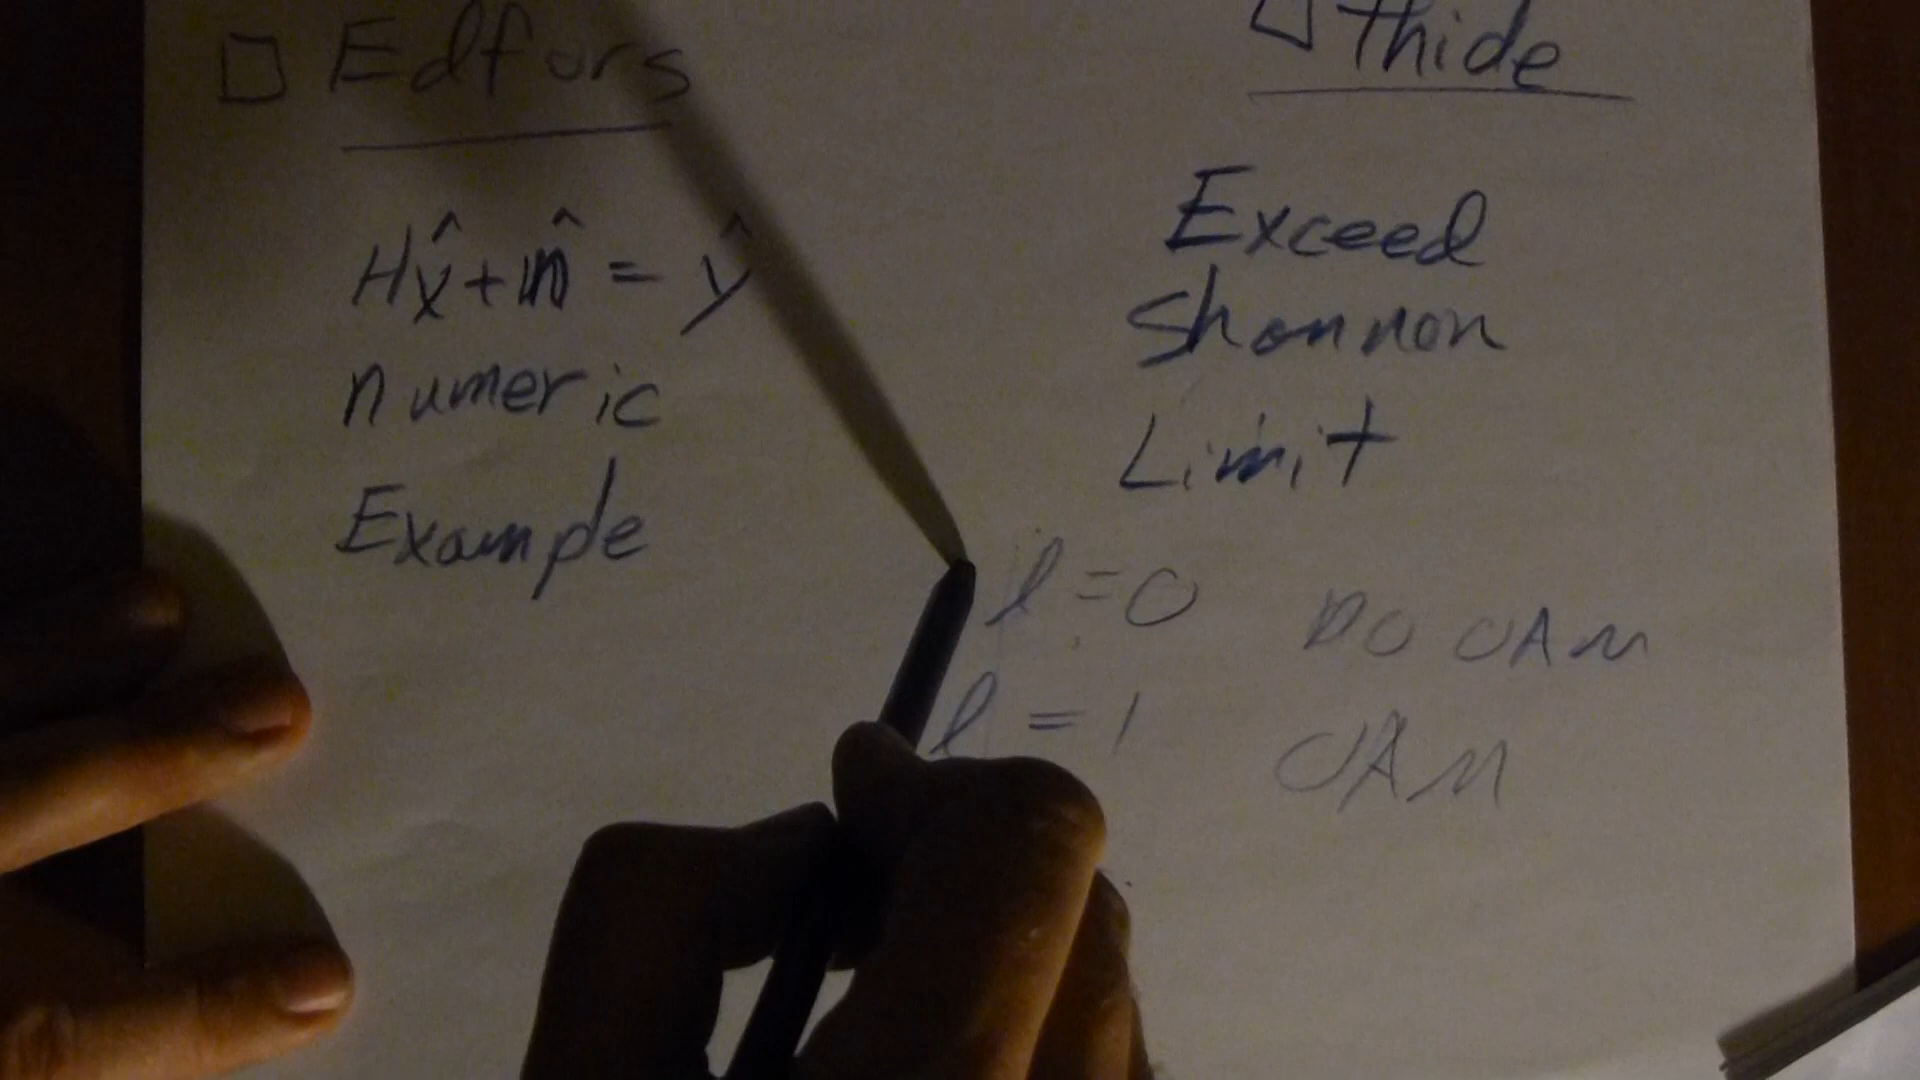 □ Edfors
Hx̂ + n̂ = ŷ
numeric
Example
□ Thide
Exceed
Shannon
Limit
l = 0 no OAM
l = 1 OAM